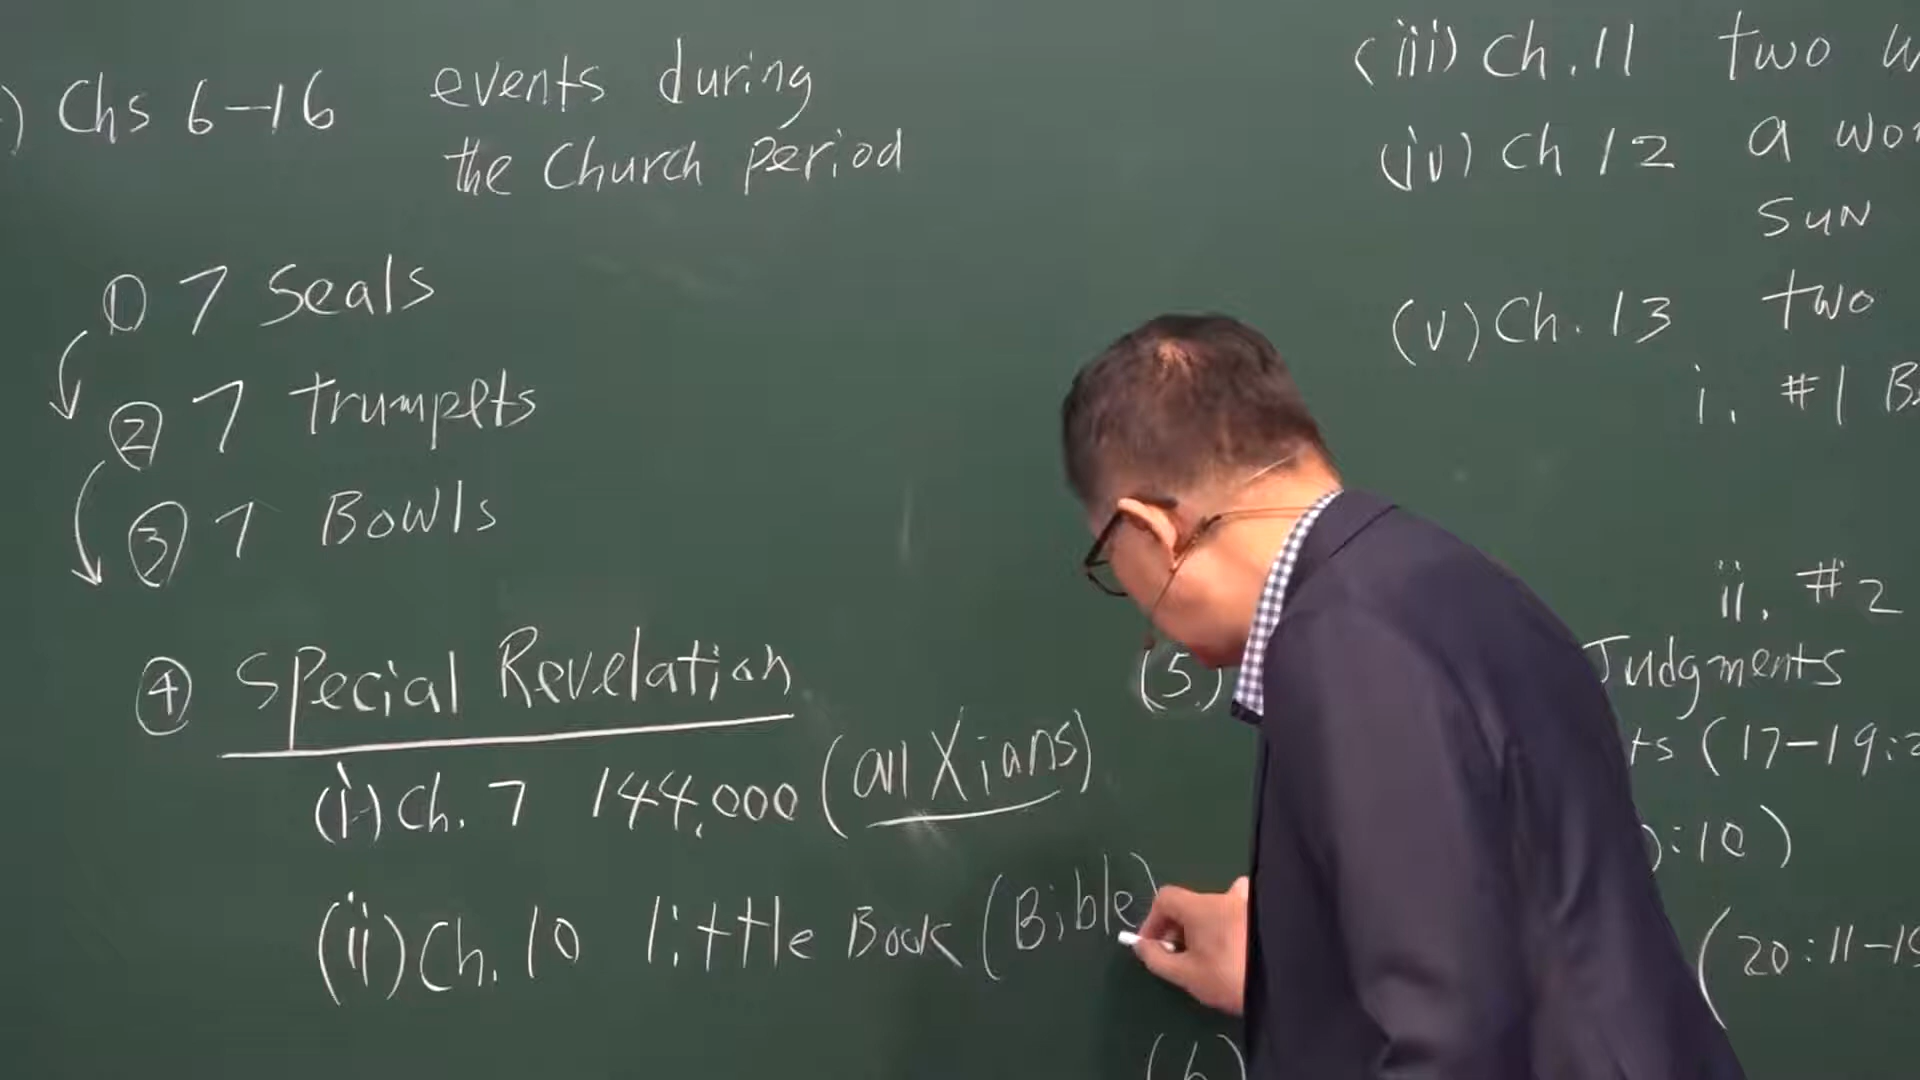 ) Chs 6-16 events during
the Church period
① 7 Seals
② 7 Trumpets
③ 7 Bowls
④ Special Revelation
(i) Ch. 7 144,000 (all Xians)
(ii) Ch. 10 little Book (Bible)
(iii) Ch. 11 two
(iv) Ch 12 a
sun
(v) Ch. 13 two
i. #1
ii. #2
(5) Judgments
(17-19:
:10)
(20:11-15
(6)